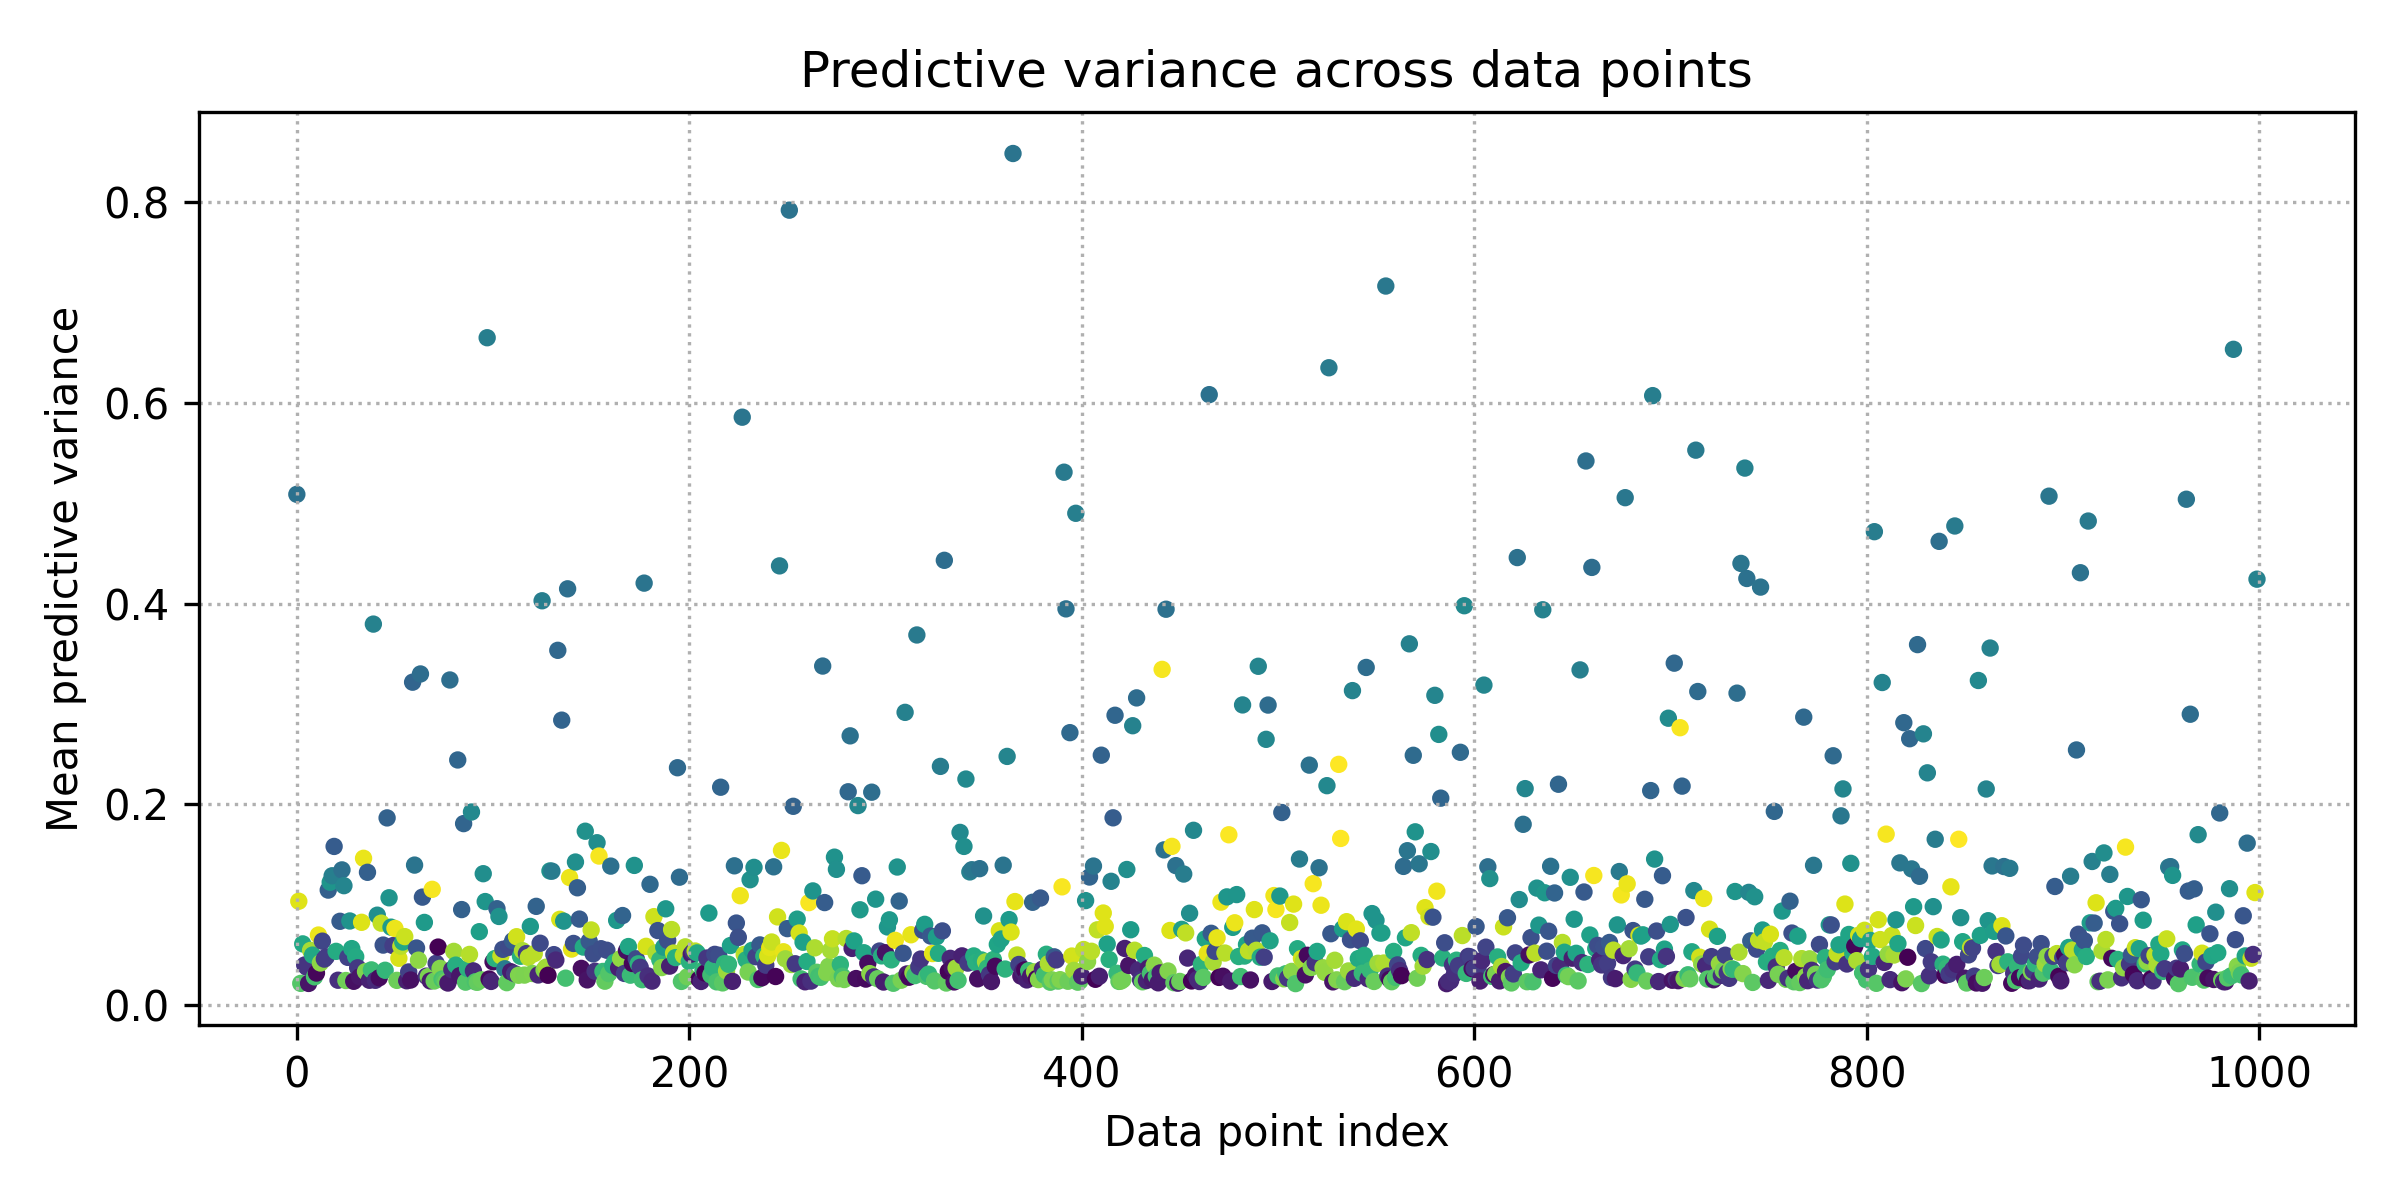 Predictive variance across data points
Mean predictive variance
0.8
0.6
0.4
0.2
0.0
0 200 400 600 800 1000
Data point index